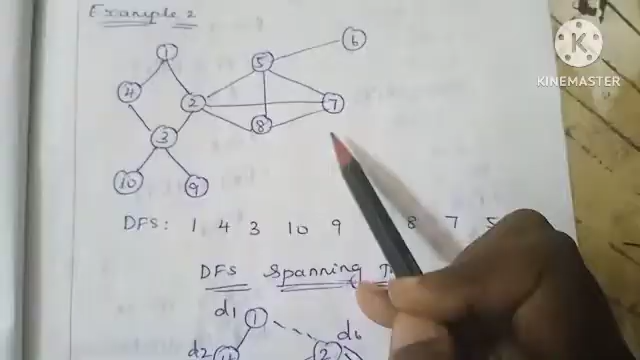 Example 2
K
KINEMASTER
6
1
5
4
2
7
8
3
10 9
DFS: 1 4 3 10 9 8 7 5
DFS Spanning
d1 1
d6
d2 2